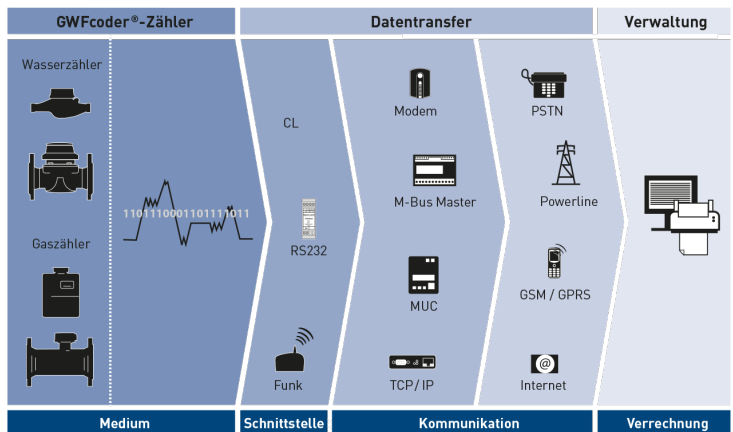 GWFcoder®-Zähler
Datentransfer
Verwaltung
Wasserzähler
Gaszähler
1101110001101111011
CL
RS232
Funk
Modem
M-Bus Master
MUC
TCP/IP
PSTN
Powerline
GSM / GPRS
@
Internet
Medium
Schnittstelle
Kommunikation
Verrechnung